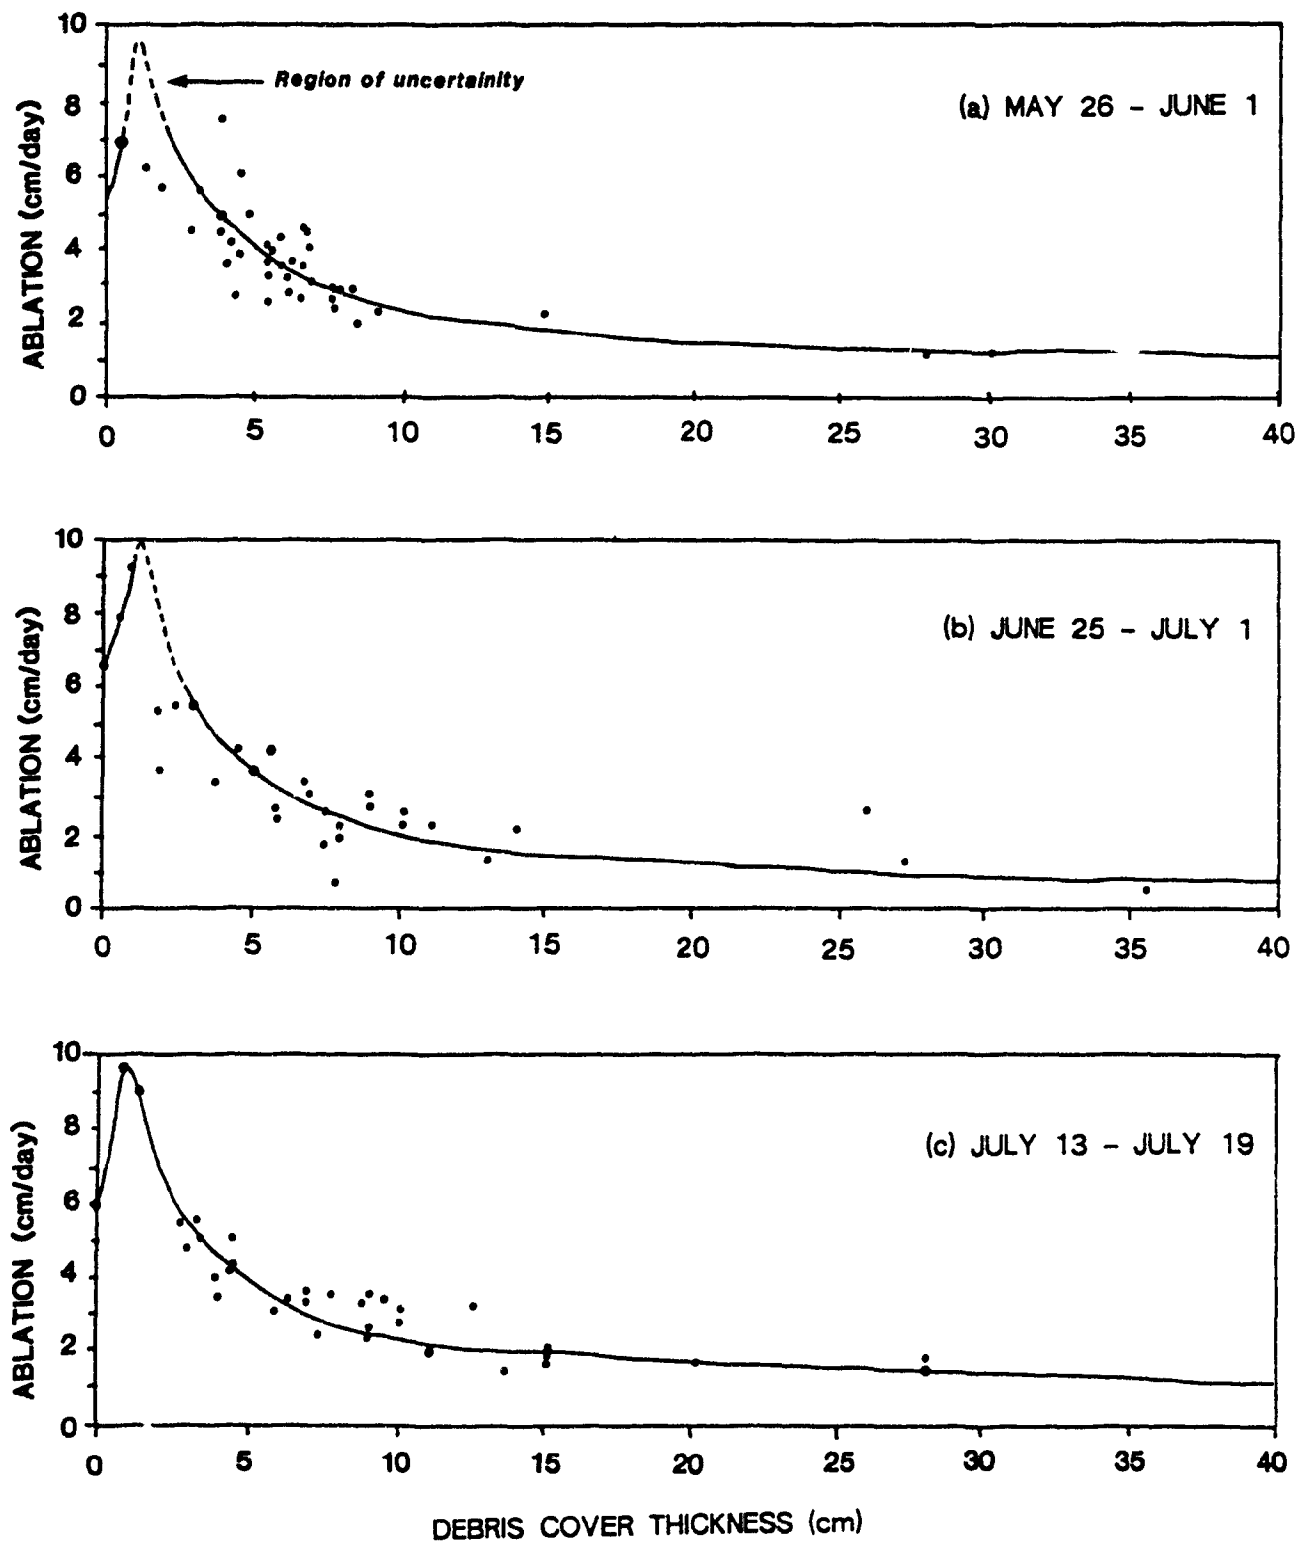 10
8
6
4
2
0
ABLATION (cm/day)
Region of uncertainity
(a) MAY 26 - JUNE 1
0 5 10 15 20 25 30 35 40
10
8
6
4
2
0
ABLATION (cm/day)
(b) JUNE 25 - JULY 1
0 5 10 15 20 25 30 35 40
10
8
6
4
2
0
ABLATION (cm/day)
(c) JULY 13 - JULY 19
0 5 10 15 20 25 30 35 40
DEBRIS COVER THICKNESS (cm)